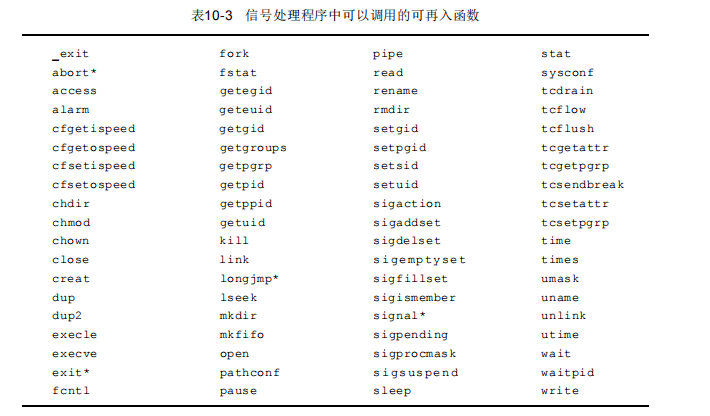 表10-3 信号处理程序中可以调用的可再入函数
_exit fork pipe stat
abort* fstat read sysconf
access getegid rename tcdrain
alarm geteuid rmdir tcflow
cfgetispeed getgid setgid tcflush
cfgetospeed getgroups setpgid tcgetattr
cfsetispeed getpgrp setsid tcgetpgrp
cfsetospeed getpid setuid tcsendbreak
chdir getppid sigaction tcsetattr
chmod getuid sigaddset tcsetpgrp
chown kill sigdelset time
close link sigemptyset times
creat longjmp* sigfillset umask
dup lseek sigismember uname
dup2 mkdir signal* unlink
execle mkfifo sigpending utime
execve open sigprocmask wait
exit* pathconf sigsuspend waitpid
fcntl pause sleep write